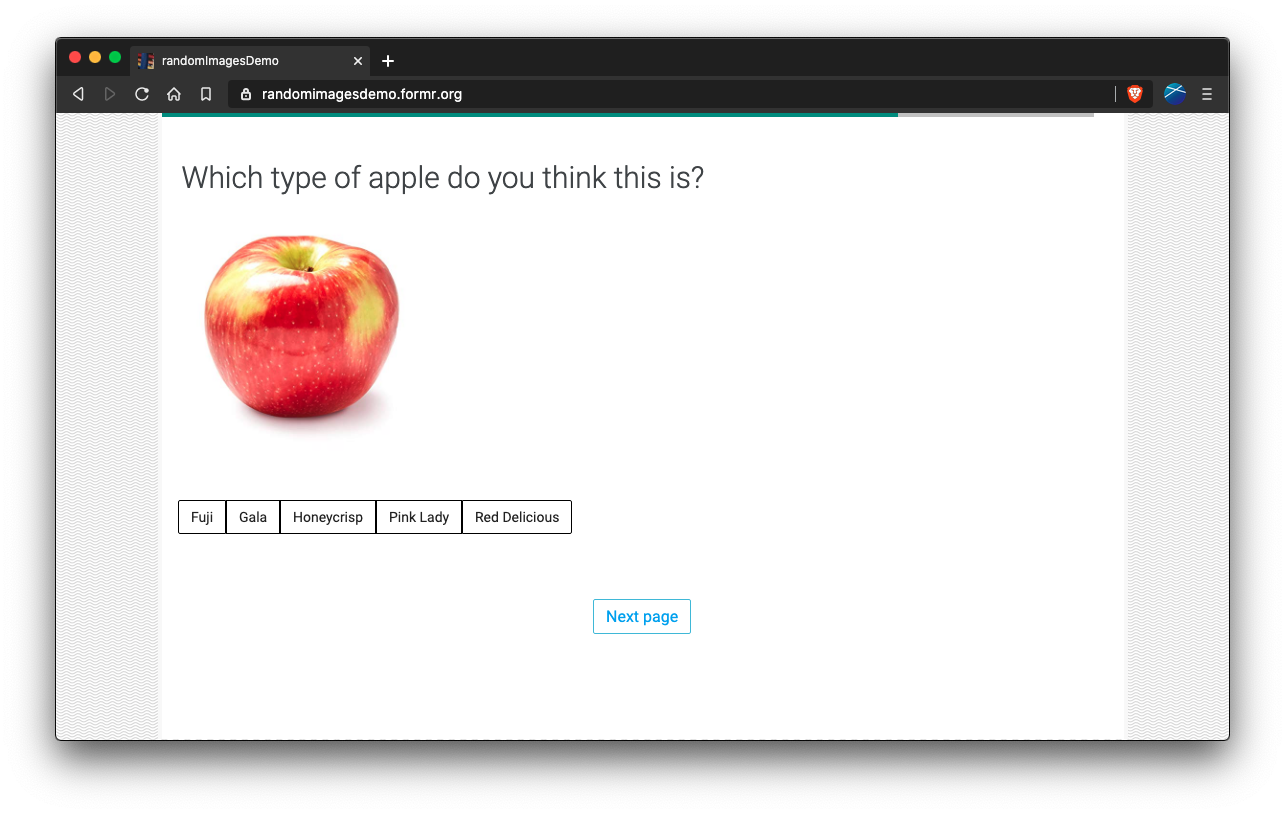 randomImagesDemo
randomimagesdemo.formr.org
Which type of apple do you think this is?
Fuji Gala Honeycrisp Pink Lady Red Delicious
Next page